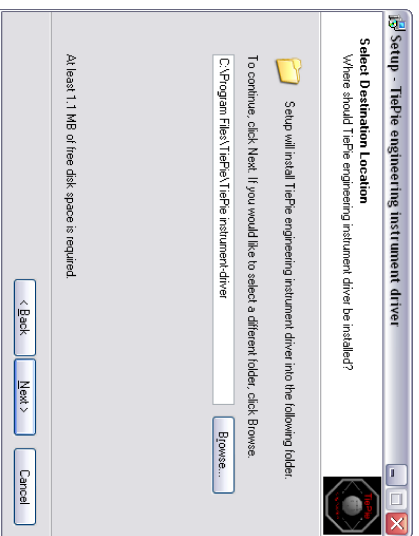 Setup - TiePie engineering instrument driver
Select Destination Location
Where should TiePie engineering instrument driver be installed?
TiePie
Setup will install TiePie engineering instrument driver into the following folder.
To continue, click Next. If you would like to select a different folder, click Browse.
C:\Program Files\TiePie\TiePie instrument-driver
Browse...
At least 1.1 MB of free disk space is required.
< Back
Next >
Cancel